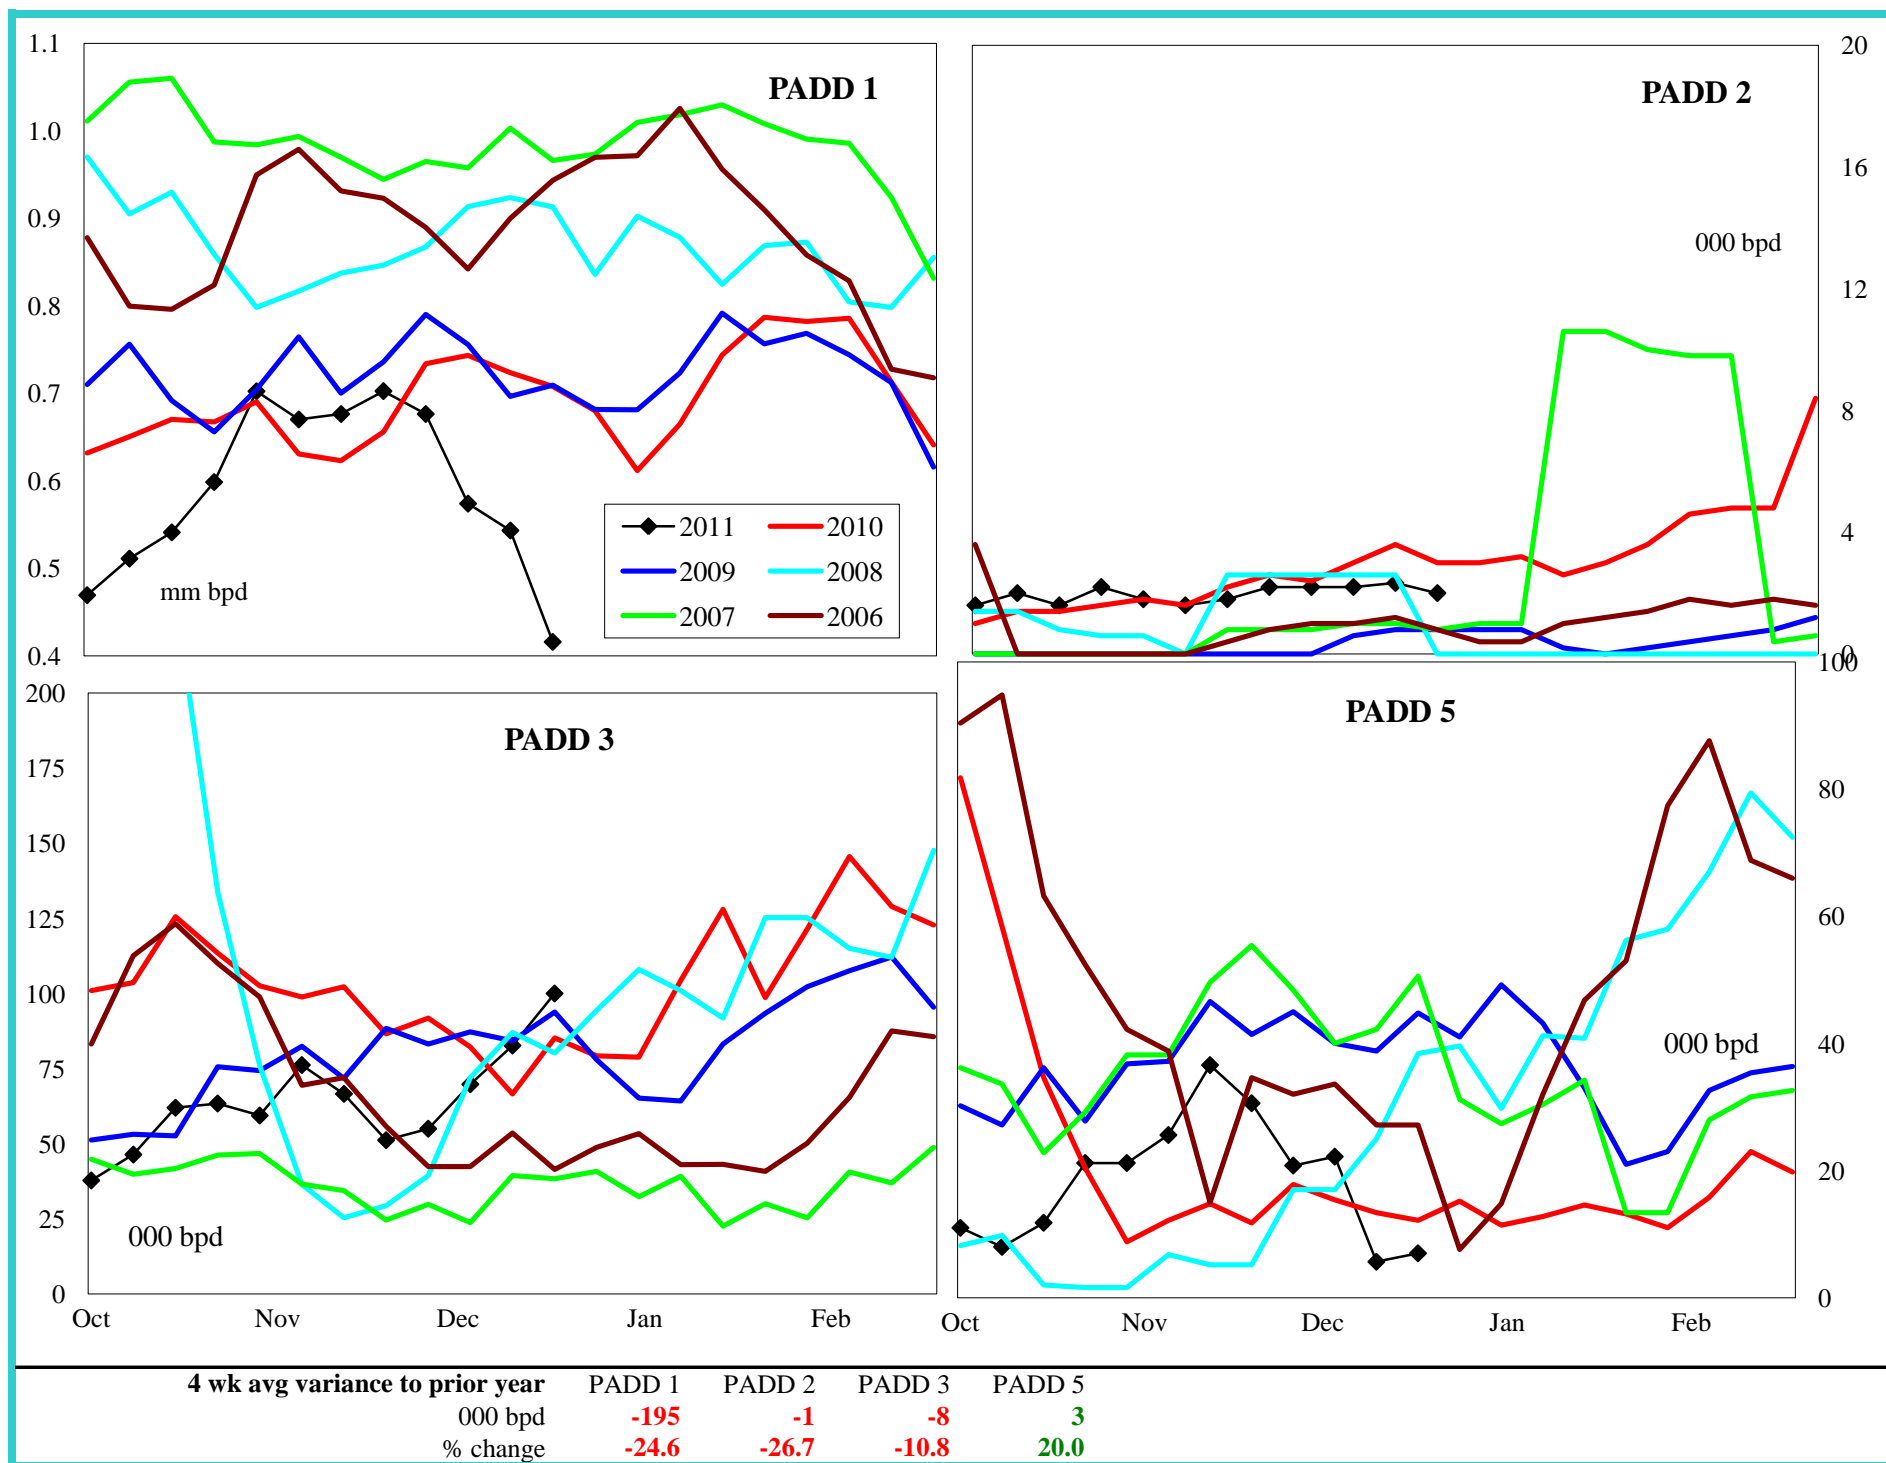 1.1
1.0
0.9
0.8
0.7
0.6
0.5
0.4
PADD 1
mm bpd
2011 2010
2009 2008
2007 2006
PADD 2
000 bpd
20
16
12
8
4
0
200
175
150
125
100
75
50
25
0
PADD 3
000 bpd
Oct Nov Dec Jan Feb
PADD 5
000 bpd
100
80
60
40
20
0
Oct Nov Dec Jan Feb
4 wk avg variance to prior year PADD 1 PADD 2 PADD 3 PADD 5
000 bpd -195 -1 -8 3
% change -24.6 -26.7 -10.8 20.0